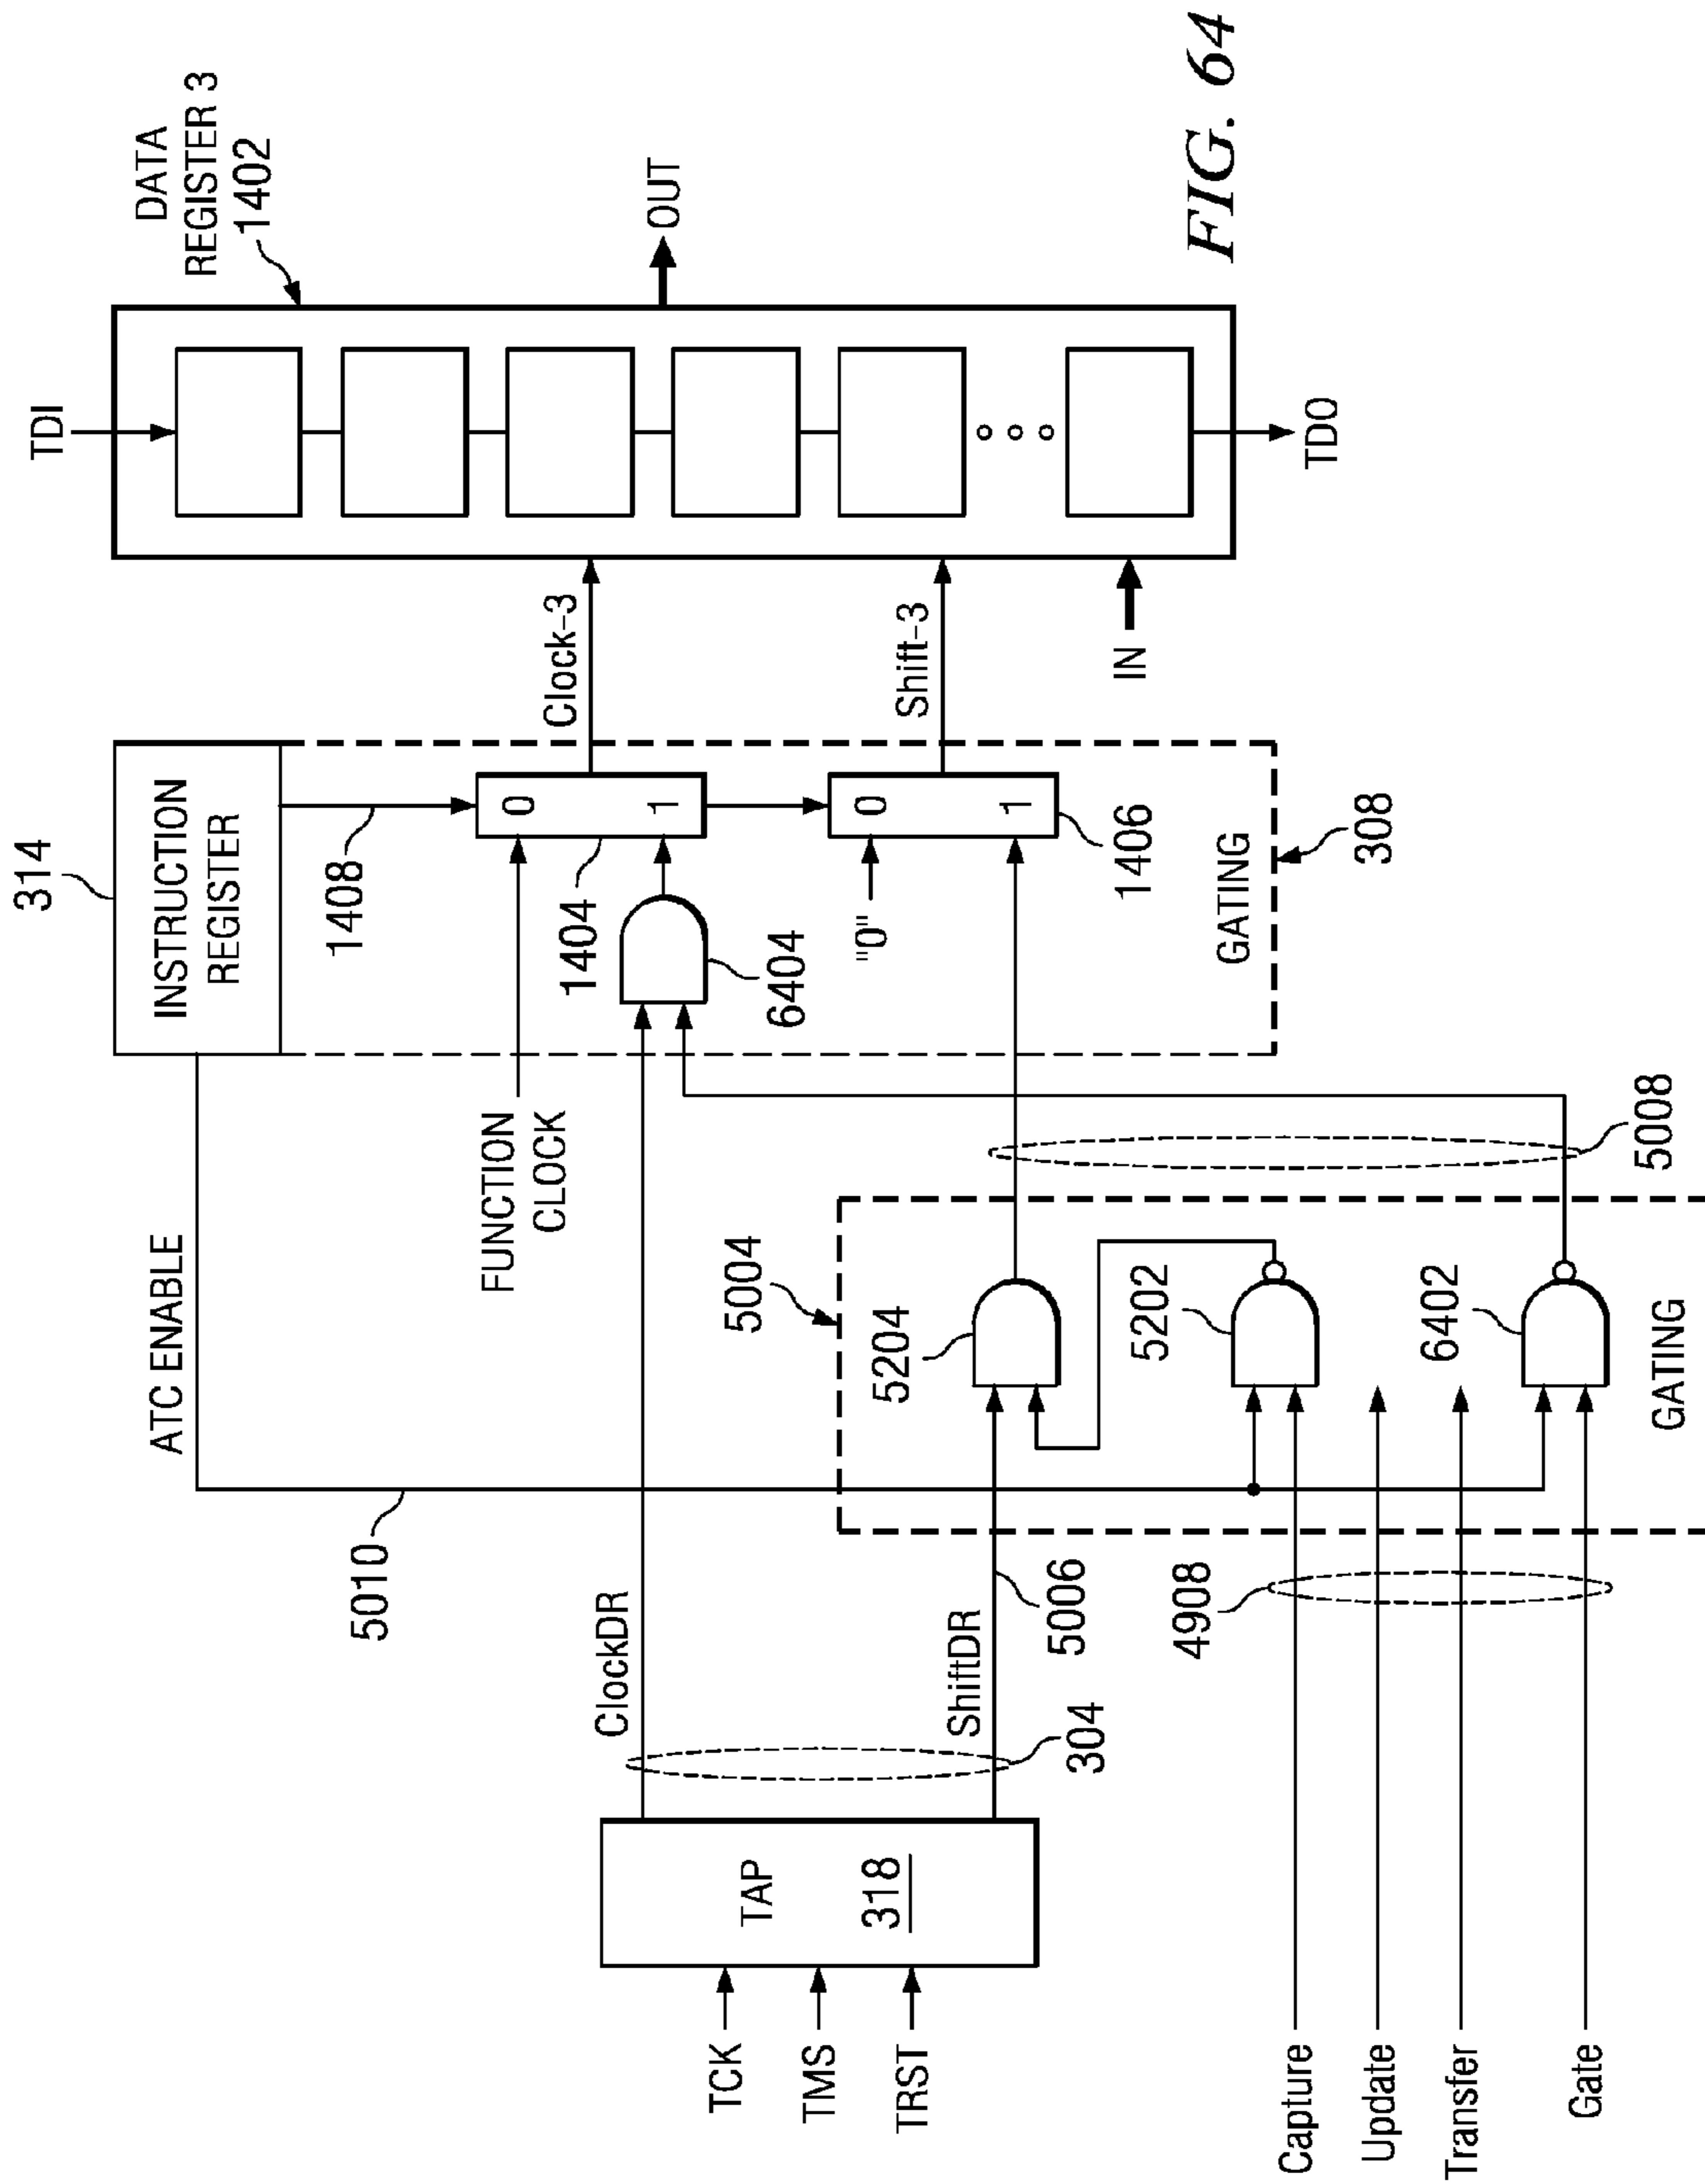 314
INSTRUCTION
REGISTER
ATC ENABLE
5010
1408
FUNCTION
CLOCK
0
1
1404
6404
"0"
0
1
1406
GATING
308
Clock-3
Shift-3
IN
TDI
DATA
REGISTER 3
1402
OUT
TDO
TCK
TMS
TRST
TAP
318
ClockDR
ShiftDR
304
5006
5004
5204
5202
6402
GATING
5008
4908
Capture
Update
Transfer
Gate
FIG. 64